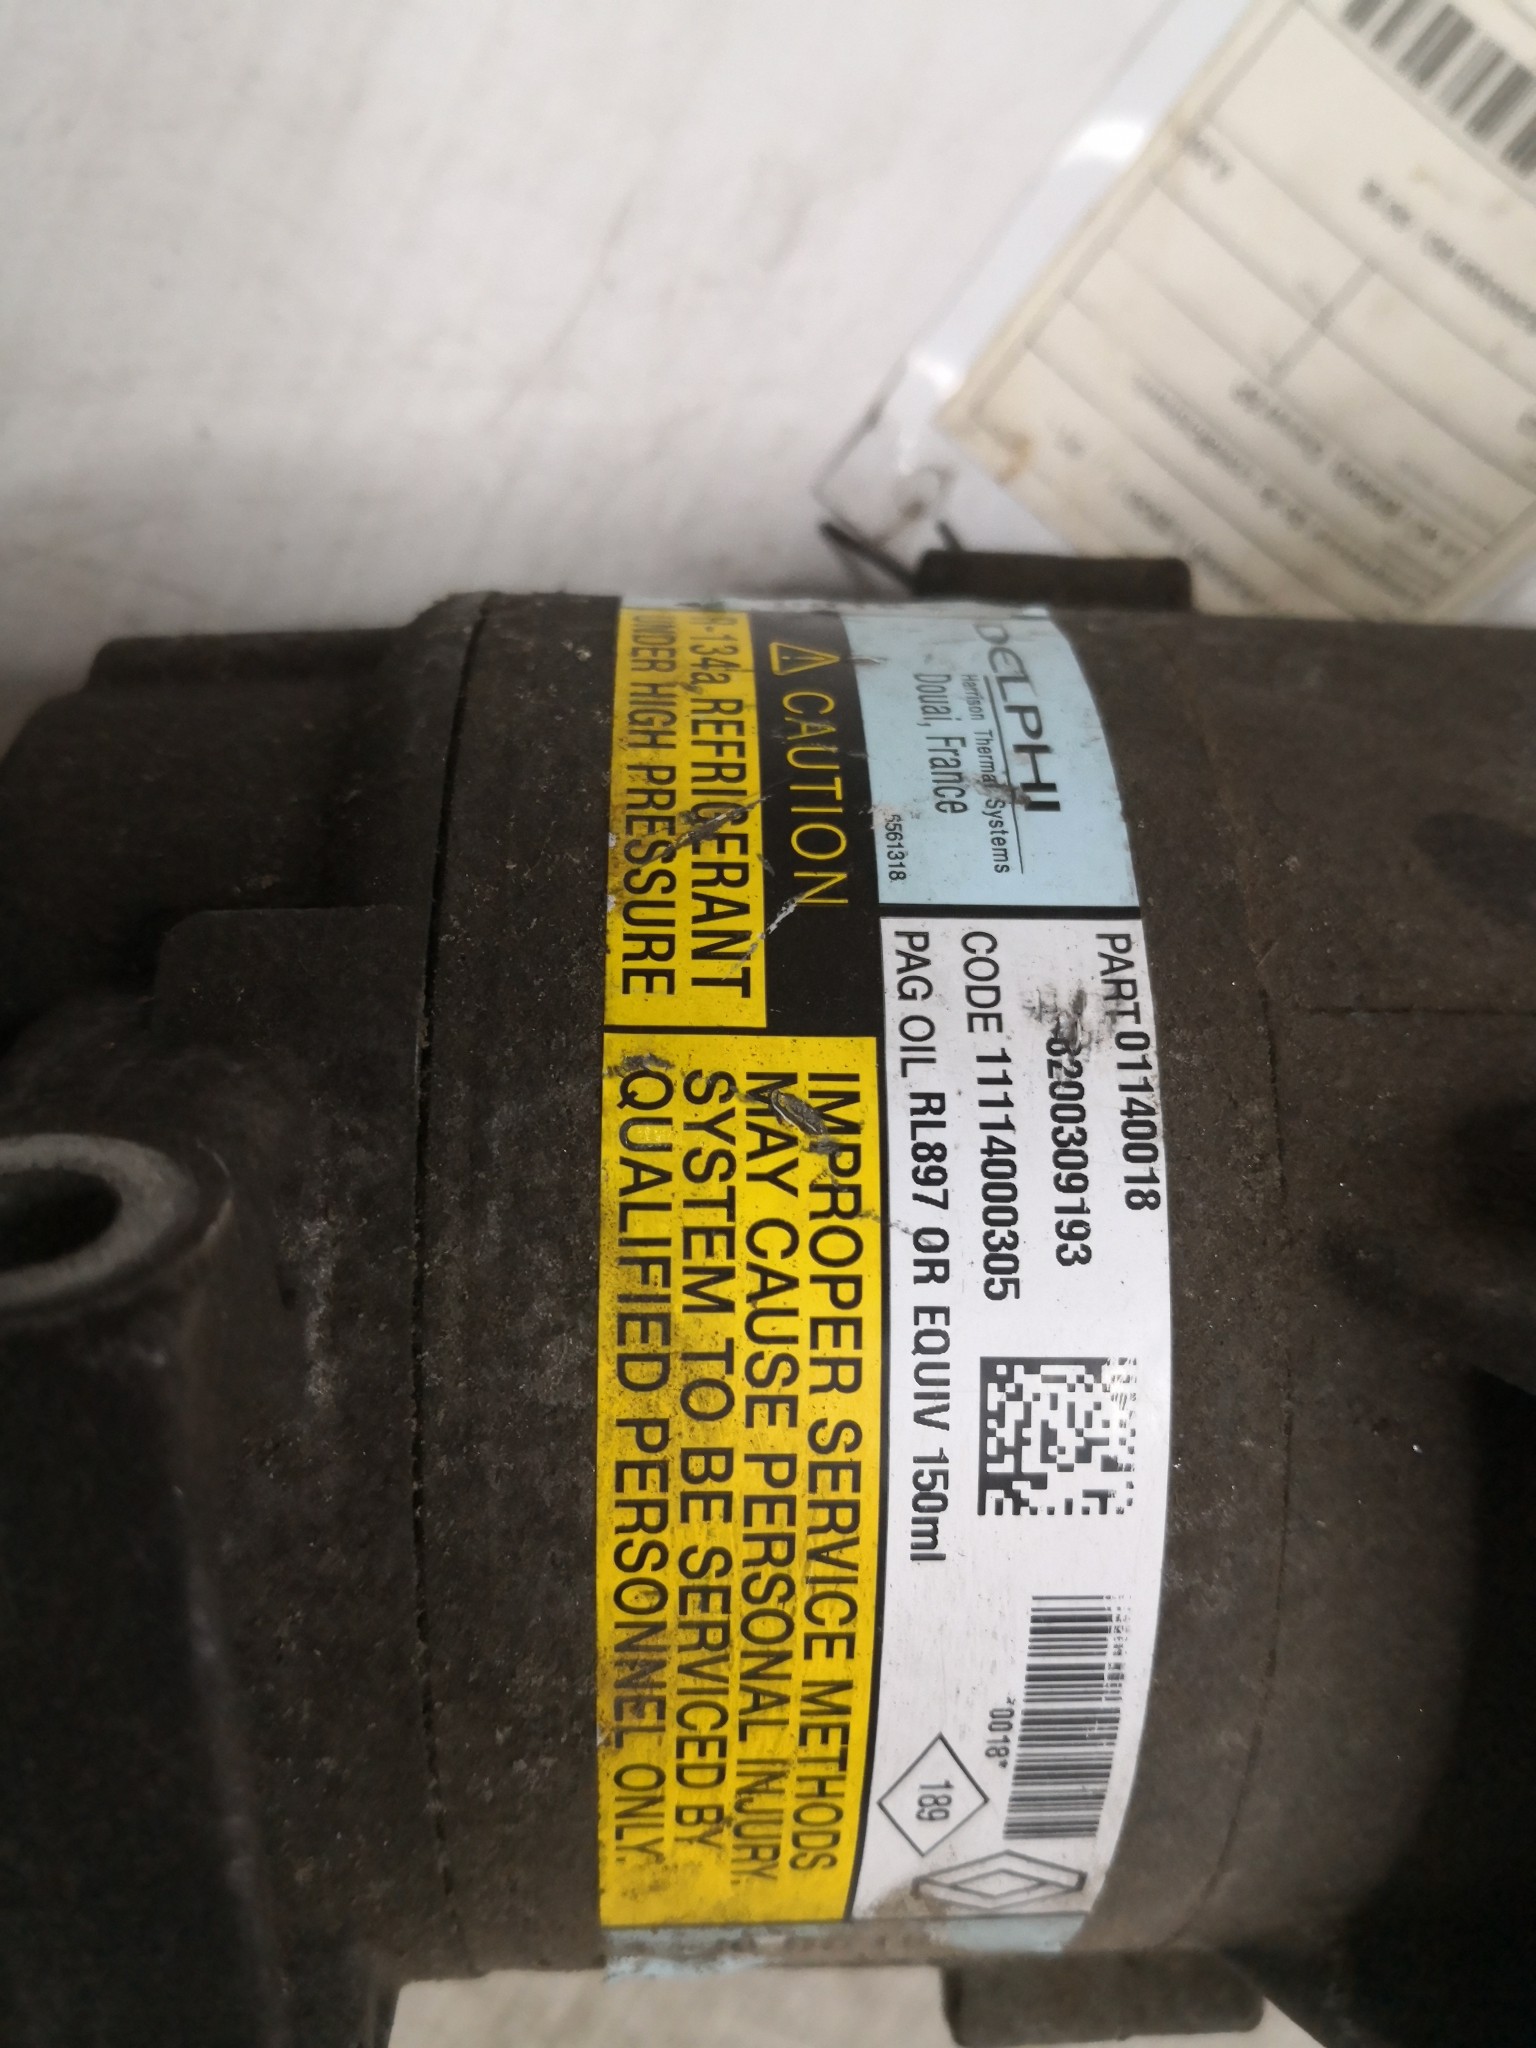 DELPHI
Harrison Thermal Systems
Douai, France
6561318
PART 01140018
8200309193
CODE 11114000305
PAG OIL RL897 OR EQUIV 150ml
*0018*
189
CAUTION
R-134a, REFRIGERANT
UNDER HIGH PRESSURE
IMPROPER SERVICE METHODS
MAY CAUSE PERSONAL INJURY.
SYSTEM TO BE SERVICED BY
QUALIFIED PERSONNEL ONLY.